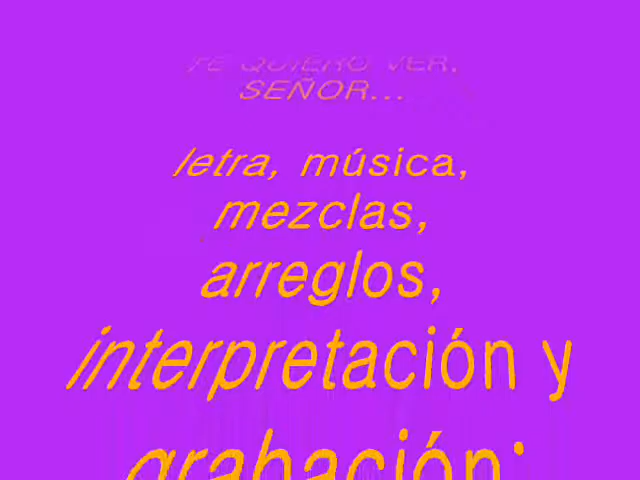 TE QUIERO VER,
SEÑOR...
letra, música,
mezclas,
arreglos,
interpretación y
grabación: